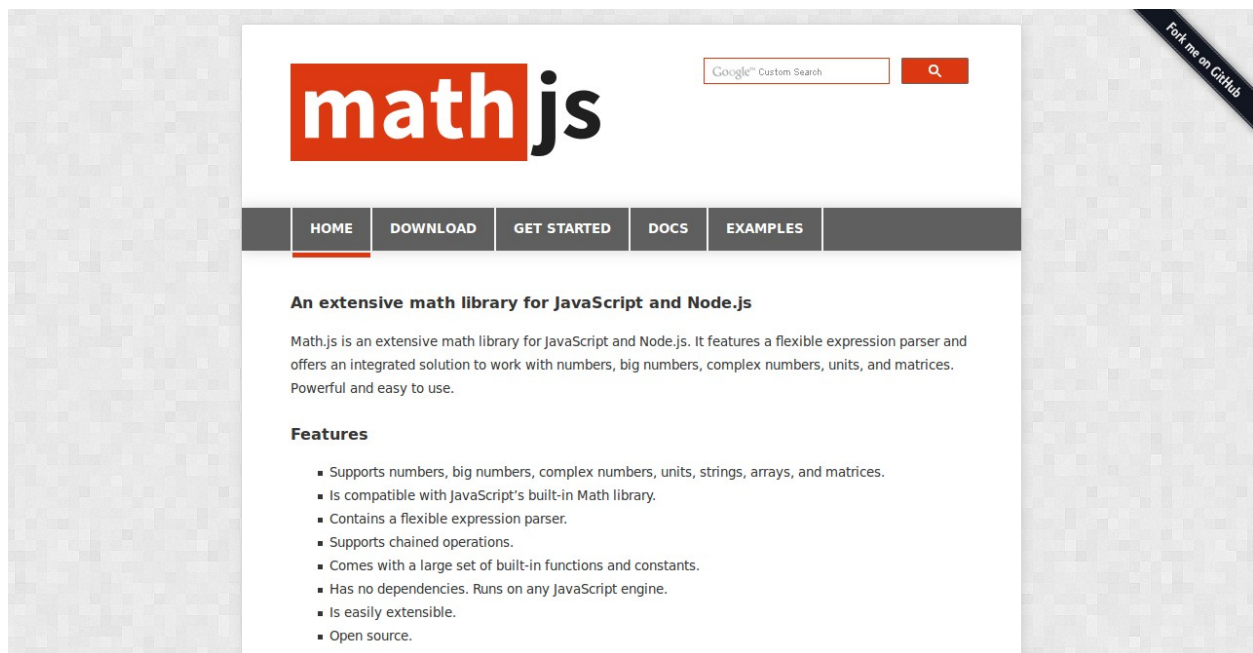 Fork me on GitHub
mathjs
Google™ Custom Search
HOME DOWNLOAD GET STARTED DOCS EXAMPLES
An extensive math library for JavaScript and Node.js
Math.js is an extensive math library for JavaScript and Node.js. It features a flexible expression parser and
offers an integrated solution to work with numbers, big numbers, complex numbers, units, and matrices.
Powerful and easy to use.
Features
▪ Supports numbers, big numbers, complex numbers, units, strings, arrays, and matrices.
▪ Is compatible with JavaScript’s built-in Math library.
▪ Contains a flexible expression parser.
▪ Supports chained operations.
▪ Comes with a large set of built-in functions and constants.
▪ Has no dependencies. Runs on any JavaScript engine.
▪ Is easily extensible.
▪ Open source.